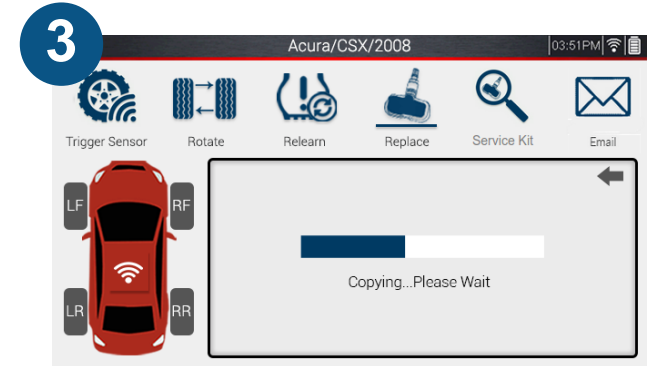 3
Acura/CSX/2008
03:51PM
Trigger Sensor
Rotate
Relearn
Replace
Service Kit
Email
LF
RF
LR
RR
Copying...Please Wait